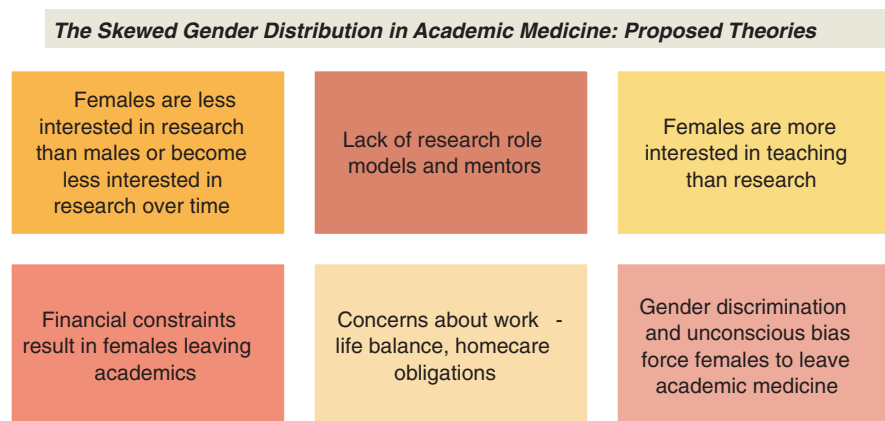 The Skewed Gender Distribution in Academic Medicine: Proposed Theories
Females are less
interested in research
than males or become
less interested in
research over time
Lack of research role
models and mentors
Females are more
interested in teaching
than research
Financial constraints
result in females leaving
academics
Concerns about work -
life balance, homecare
obligations
Gender discrimination
and unconscious bias
force females to leave
academic medicine